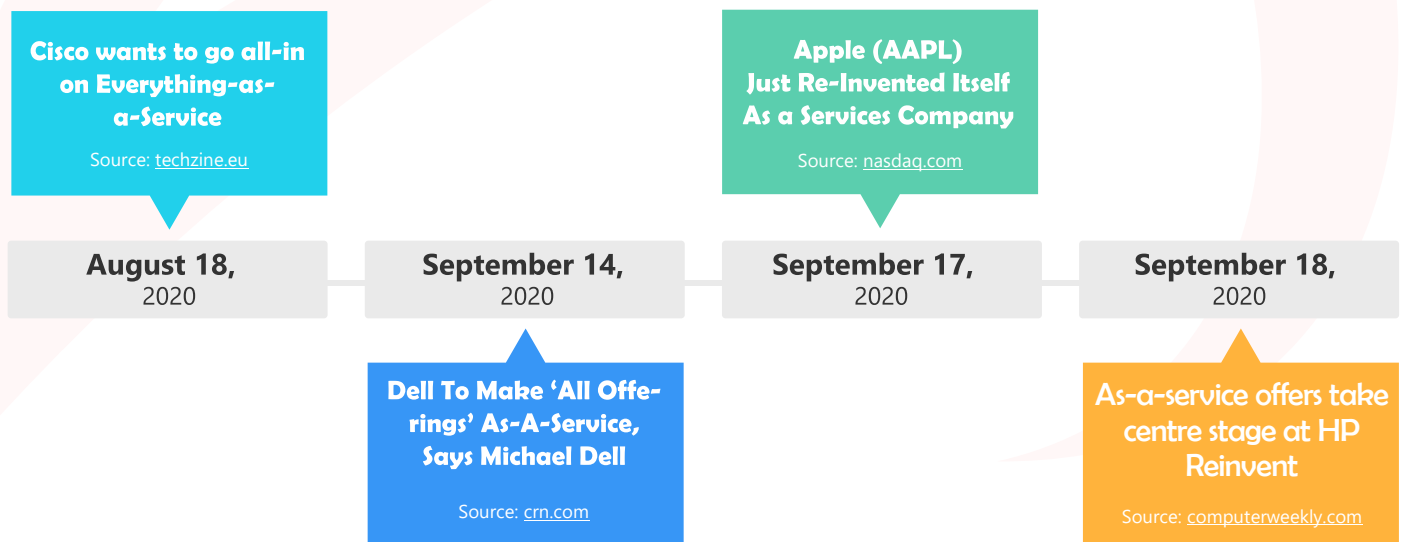 Cisco wants to go all-in
on Everything-as-
a-Service
Source: techzine.eu
Apple (AAPL)
Just Re-Invented Itself
As a Services Company
Source: nasdaq.com
August 18,
2020
September 14,
2020
September 17,
2020
September 18,
2020
Dell To Make ‘All Offe-
rings’ As-A-Service,
Says Michael Dell
Source: crn.com
As-a-service offers take
centre stage at HP
Reinvent
Source: computerweekly.com